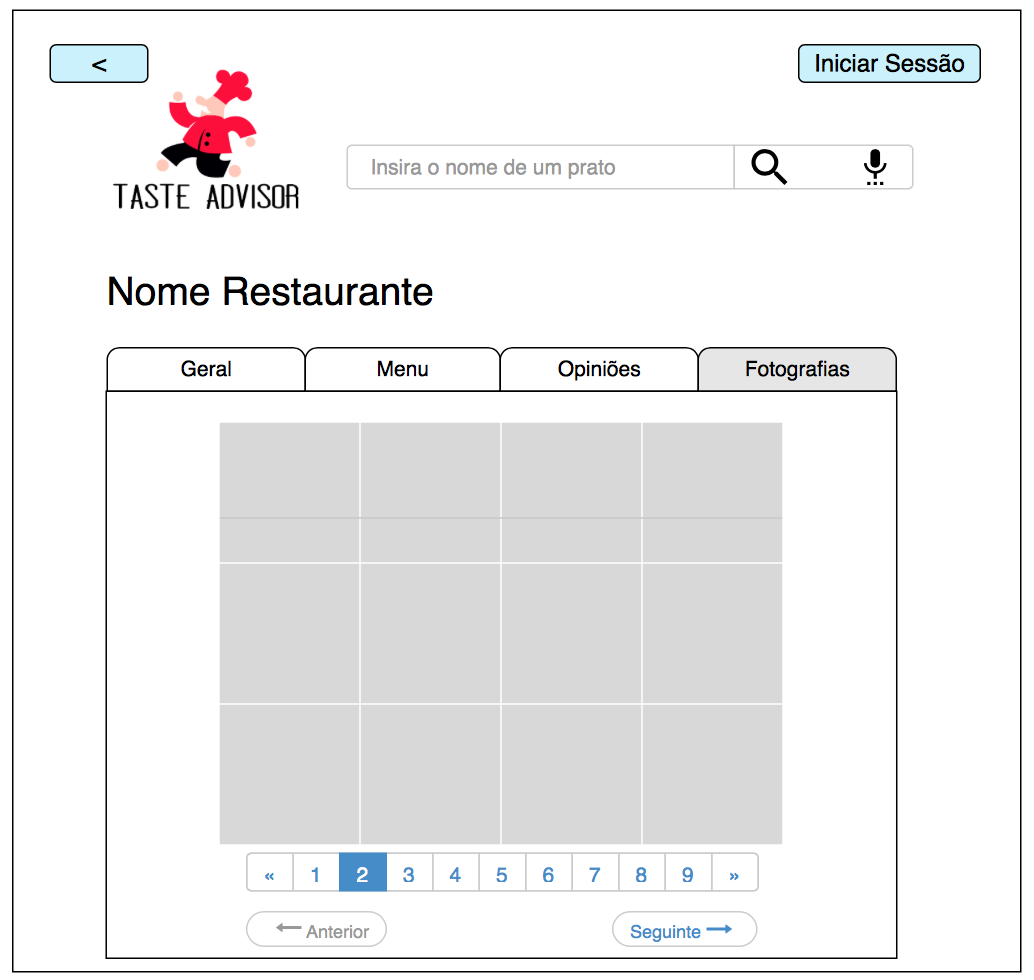 <
Iniciar Sessão
TASTE ADVISOR
Insira o nome de um prato
Nome Restaurante
Geral Menu Opiniões Fotografias
« 1 2 3 4 5 6 7 8 9 »
Anterior Seguinte